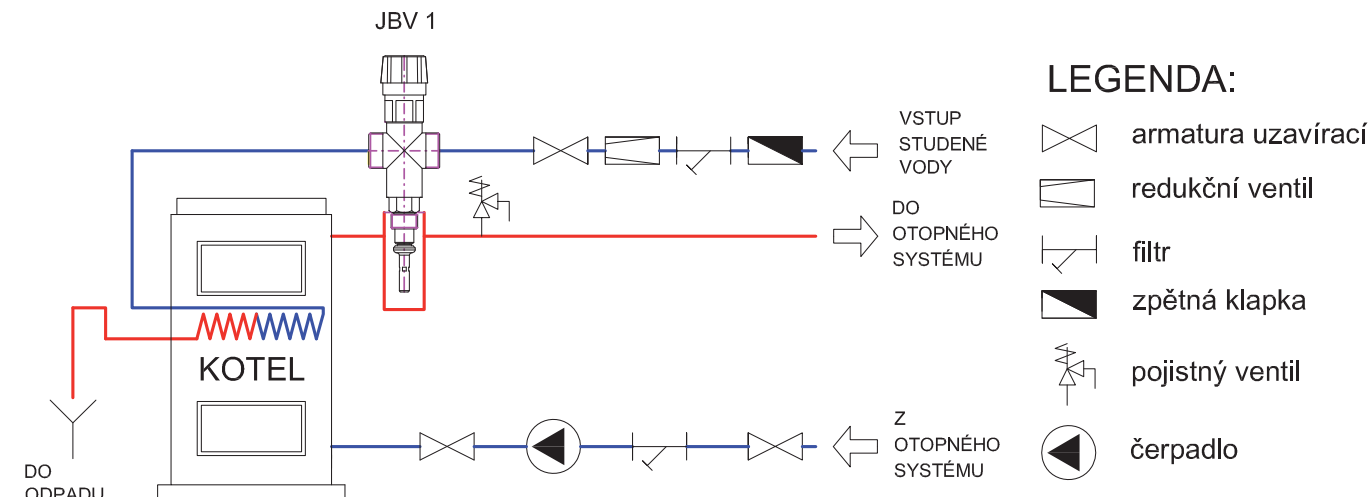 JBV 1
VSTUP
STUDENÉ
VODY
DO
OTOPNÉHO
SYSTÉMU
KOTEL
Z
OTOPNÉHO
SYSTÉMU
DO
ODPADU
LEGENDA:
armatura uzavírací
redukční ventil
filtr
zpětná klapka
pojistný ventil
čerpadlo